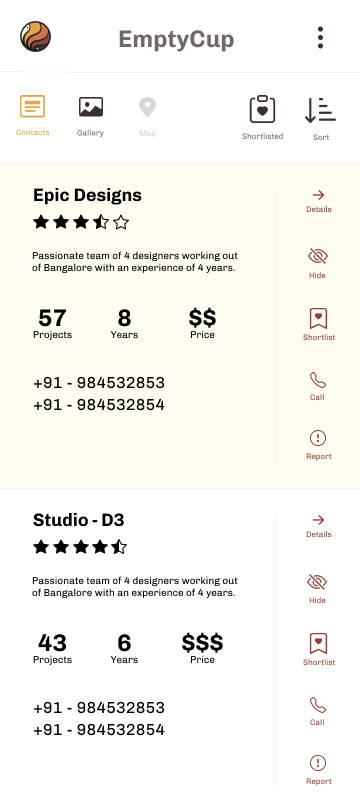 EmptyCup
Contacts
Gallery
Map
Shortlisted
Sort
Epic Designs
Passionate team of 4 designers working out
of Bangalore with an experience of 4 years.
57
Projects
8
Years
$$
Price
+91 - 984532853
+91 - 984532854
Details
Hide
Shortlist
Call
Report
Studio - D3
Passionate team of 4 designers working out
of Bangalore with an experience of 4 years.
43
Projects
6
Years
$$$
Price
+91 - 984532853
+91 - 984532854
Details
Hide
Shortlist
Call
Report